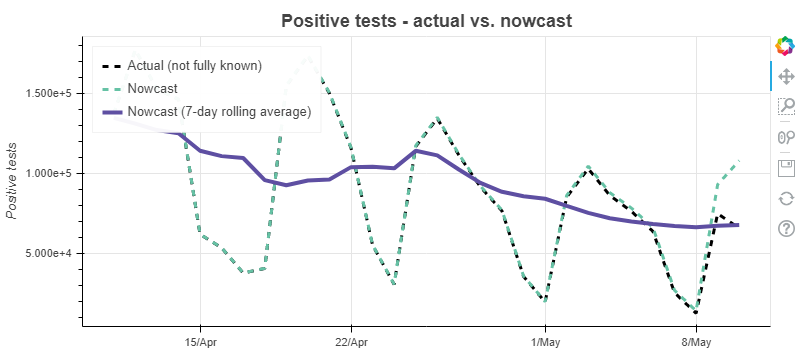 Positive tests - actual vs. nowcast
Actual (not fully known)
Nowcast
Nowcast (7-day rolling average)
Positive tests
1.500e+5
1.000e+5
5.000e+4
15/Apr
22/Apr
1/May
8/May